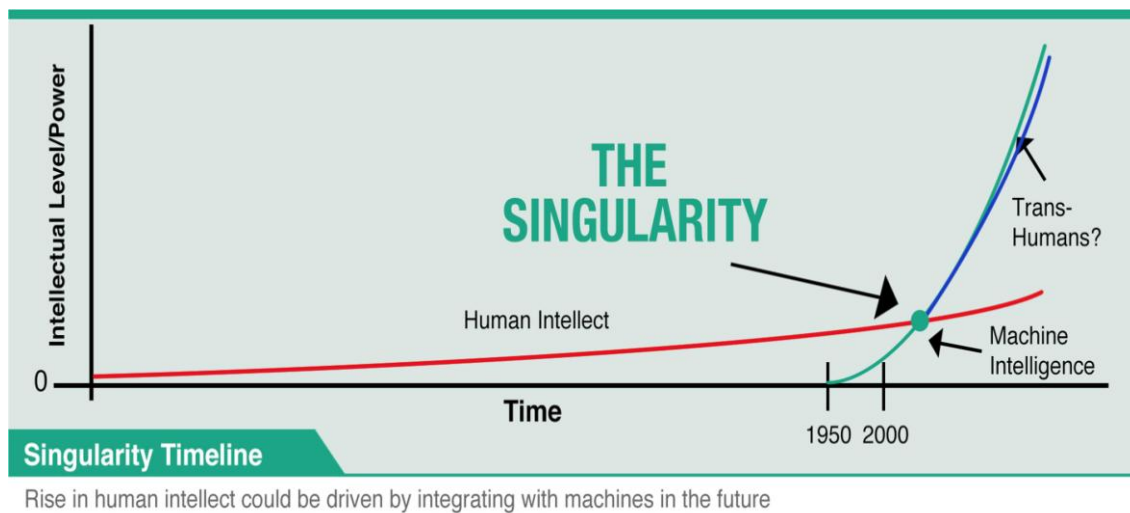 Intellectual Level/Power
THE
SINGULARITY
Trans-
Humans?
Human Intellect
Machine
Intelligence
0
Time
1950 2000
Singularity Timeline
Rise in human intellect could be driven by integrating with machines in the future